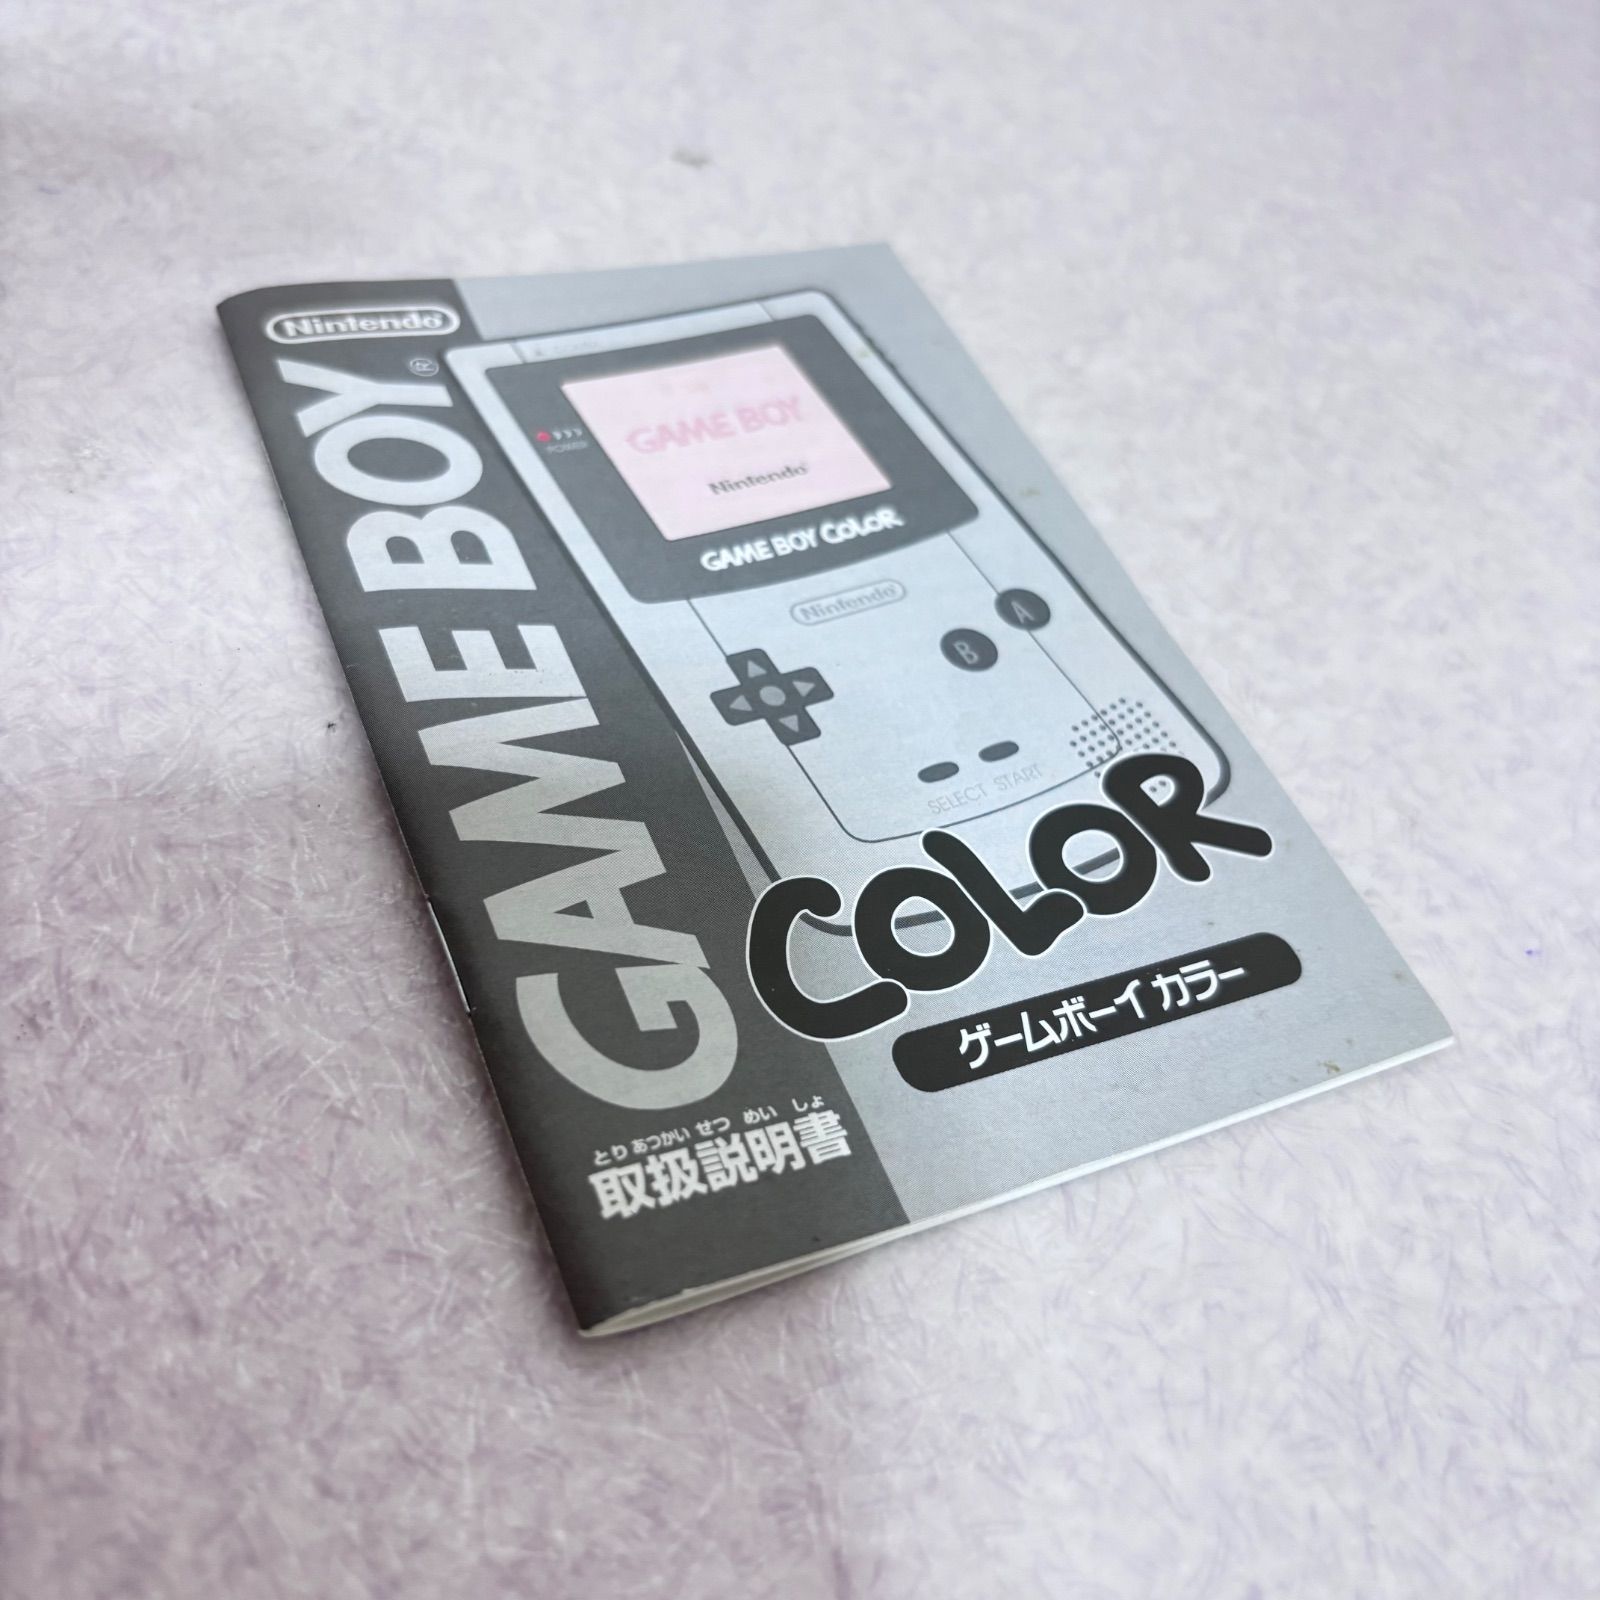 Nintendo®
GAME BOY®
POWER
GAME BOY
Nintendo®
GAME BOY COLOR
Nintendo®
A
B
SELECT START
COLOR
ゲームボーイ カラー
とり あつかい せつ めい しょ
取扱説明書